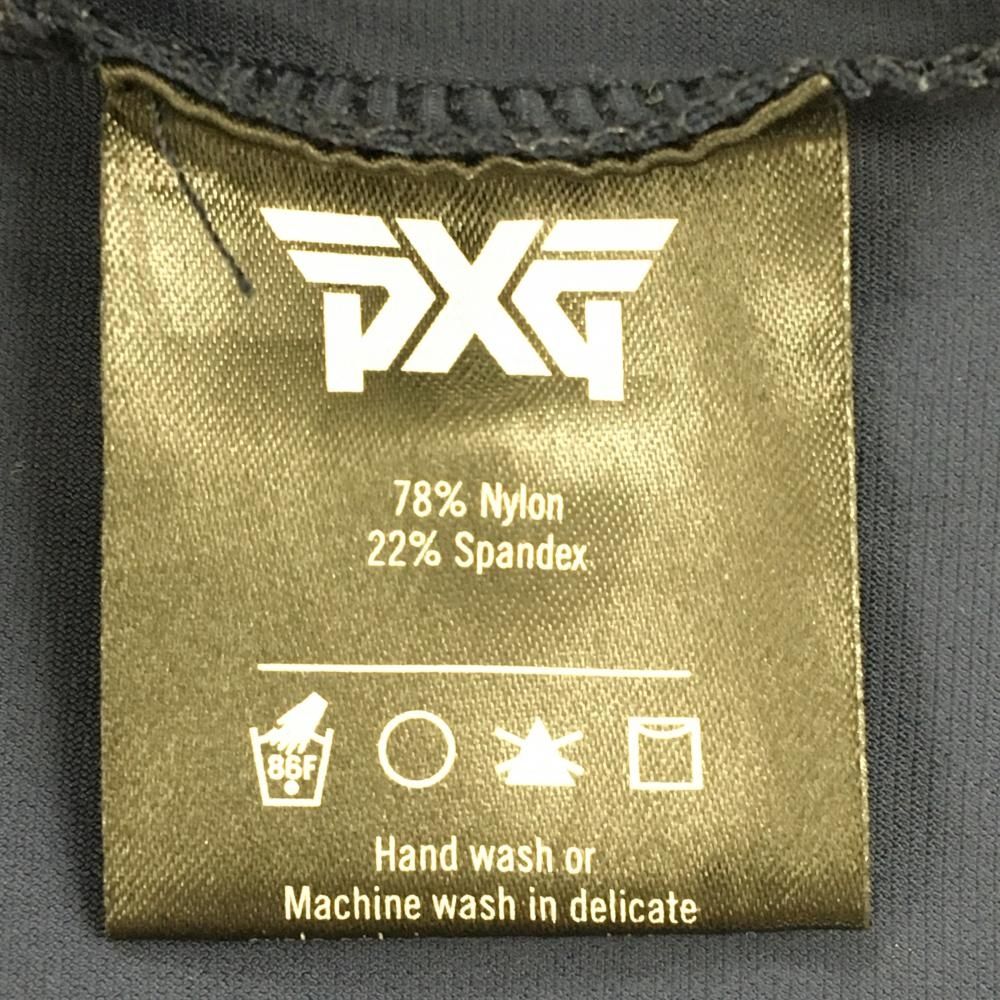 PXG
78% Nylon
22% Spandex
86F
Hand wash or
Machine wash in delicate